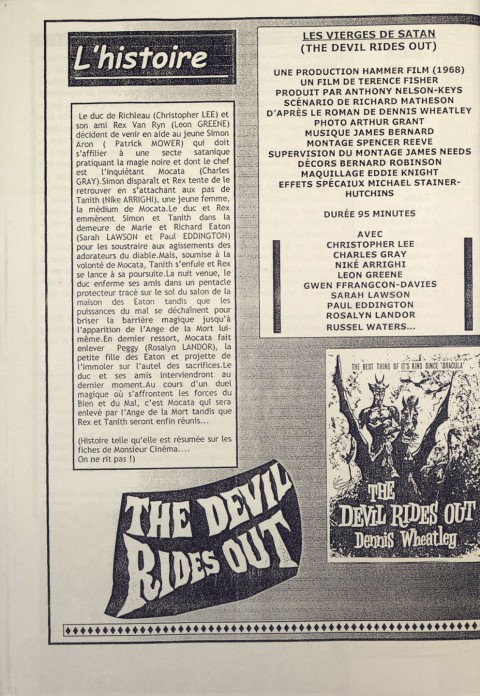 L'histoire
Le duc de Richleau (Christopher LEE) et
son ami Rex Van Ryn (Leon GREENE)
décident de venir en aide au jeune Simon
Aron ( Patrick MOWER) qui doit
s'affilier à une secte satanique
pratiquant la magie noire et dont le chef
est l'inquiétant Mocata (Charles
GRAY).Simon disparaît et Rex tente de le
retrouver en s'attachant aux pas de
Tanith (Nike ARRIGHI), une jeune femme,
la médium de Mocata.Le duc et Rex
emmènent Simon et Tanith dans la
demeure de Marie et Richard Eaton
(Sarah LAWSON et Paul EDDINGTON)
pour les soustraire aux agissements des
adorateurs du diable.Mais, soumise à la
volonté de Mocata, Tanith s'enfuie et Rex
se lance à sa poursuite.La nuit venue, le
duc enferme ses amis dans un pentacle
protecteur tracé sur le sol du salon de la
maison des Eaton tandis que les
puissances du mal se déchaînent pour
briser la barrière magique jusqu'à
l'apparition de l'Ange de la Mort lui-
même.En dernier ressort, Mocata fait
enlever Peggy (Rosalyn LANDOR), la
petite fille des Eaton et projette de
l'immoler sur l'autel des sacrifices.Le
duc et ses amis interviendront au
dernier moment.Au cours d'un duel
magique où s'affrontent les forces du
Bien et du Mal, c'est Mocata qui sera
enlevé par l'Ange de la Mort tandis que
Rex et Tanith seront enfin réunis...
(Histoire telle qu'elle est résumée sur les
fiches de Monsieur Cinéma....
On ne rit pas !)
THE DEVIL
RIDES OUT
LES VIERGES DE SATAN
(THE DEVIL RIDES OUT)
UNE PRODUCTION HAMMER FILM (1968)
UN FILM DE TERENCE FISHER
PRODUIT PAR ANTHONY NELSON-KEYS
SCÉNARIO DE RICHARD MATHESON
D'APRÈS LE ROMAN DE DENNIS WHEATLEY
PHOTO ARTHUR GRANT
MUSIQUE JAMES BERNARD
MONTAGE SPENCER REEVE
SUPERVISION DU MONTAGE JAMES NEEDS
DÉCORS BERNARD ROBINSON
MAQUILLAGE EDDIE KNIGHT
EFFETS SPÉCAIUX MICHAEL STAINER-
HUTCHINS
DURÉE 95 MINUTES
AVEC
CHRISTOPHER LEE
CHARLES GRAY
NIKÉ ARRIGHI
LEON GREENE
GWEN FFRANGCON-DAVIES
SARAH LAWSON
PAUL EDDINGTON
ROSALYN LANDOR
RUSSEL WATERS...
THE BEST THING OF IT'S KIND SINCE "DRACULA"
THE
DEVIL RIDES OUT
Dennis Wheatley